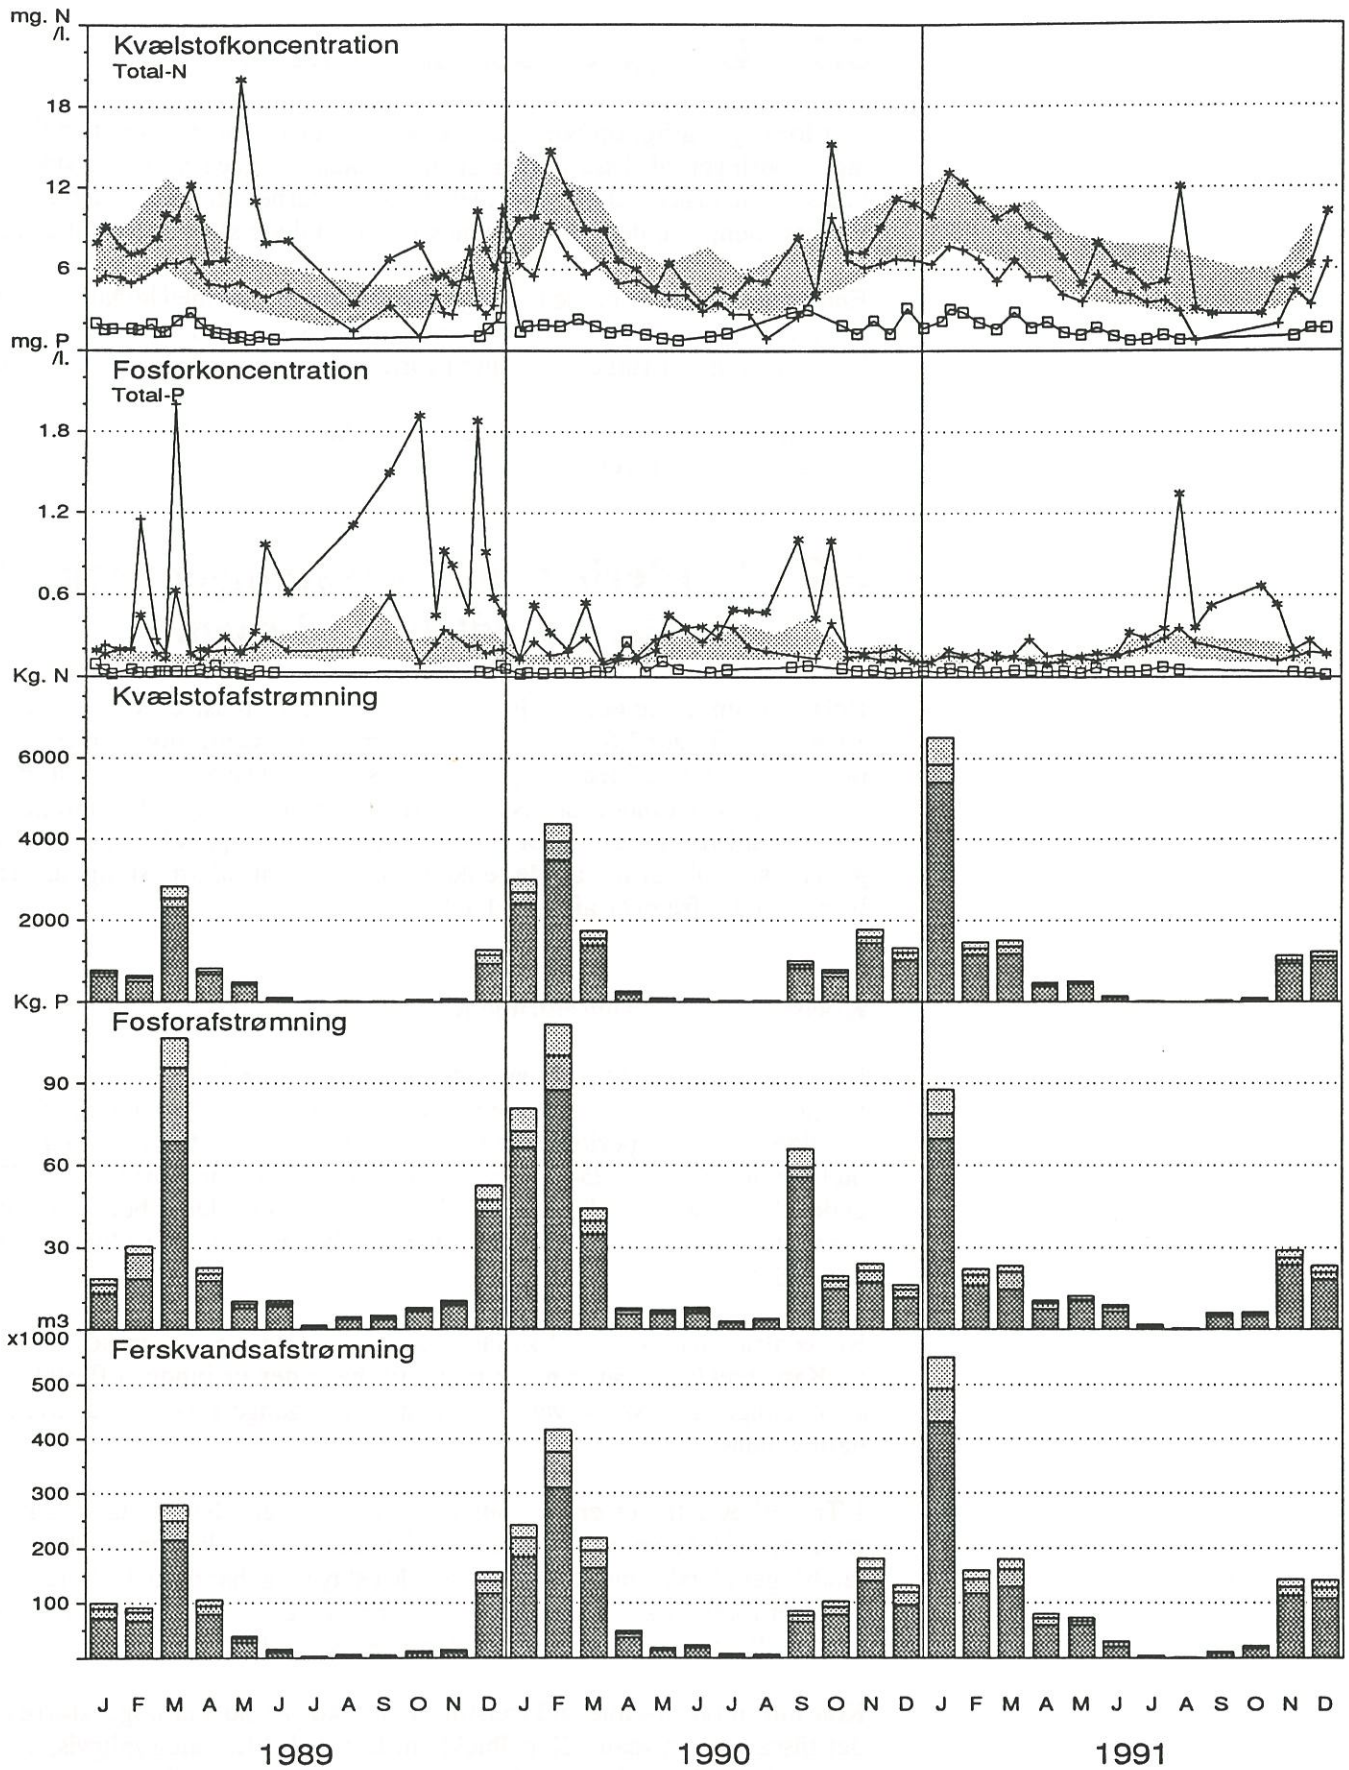 mg. N
/l.
Kvælstofkoncentration
Total-N
18
12
6
mg. P
/l.
Fosforkoncentration
Total-P
1.8
1.2
0.6
Kg. N
Kvælstofafstrømning
6000
4000
2000
Kg. P
Fosforafstrømning
90
60
30
m3
x1000
Ferskvandsafstrømning
500
400
300
200
100
J F M A M J J A S O N D J F M A M J J A S O N D J F M A M J J A S O N D
1989 1990 1991